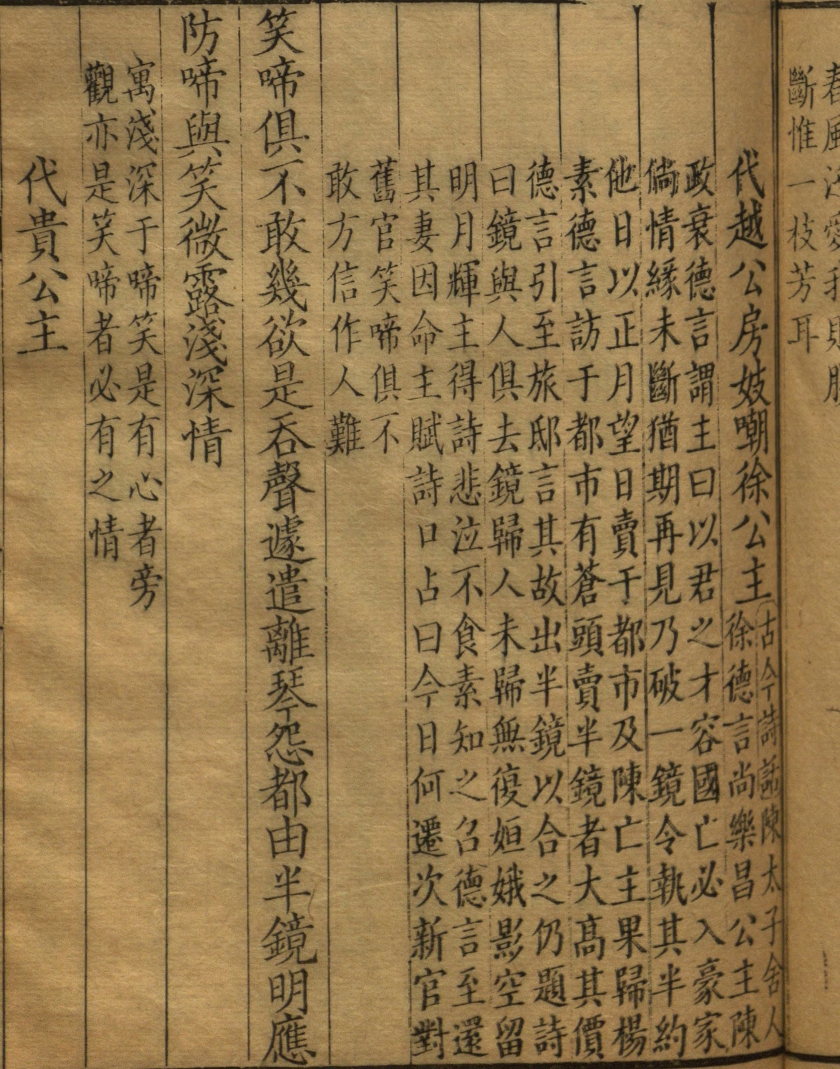 斷惟一枝芳耳
代越公房妓嘲徐公主
古今詩話陳太子舍人
徐德言尚樂昌公主陳
政衰德言謂主曰以君之才容國亡必入豪家
倘情緣未斷猶期再見乃破一鏡令執其半約
他日以正月望日賣于都市及陳亡主果歸楊
素德言訪于都市有蒼頭賣半鏡者大高其價
德言引至旅邸言其故出半鏡以合之仍題詩
曰鏡與人俱去鏡歸人未歸無復姮娥影空留
明月輝主得詩悲泣不食素知之召德言至還
其妻因命主賦詩口占曰今日何遷次新官對
舊官笑啼俱不
敢方信作人難
笑啼俱不敢幾欲是吞聲遽遣離琴怨都由半鏡明應
防啼與笑微露淺深情
寓淺深于啼笑是有心者旁
觀亦是笑啼者必有之情
代貴公主